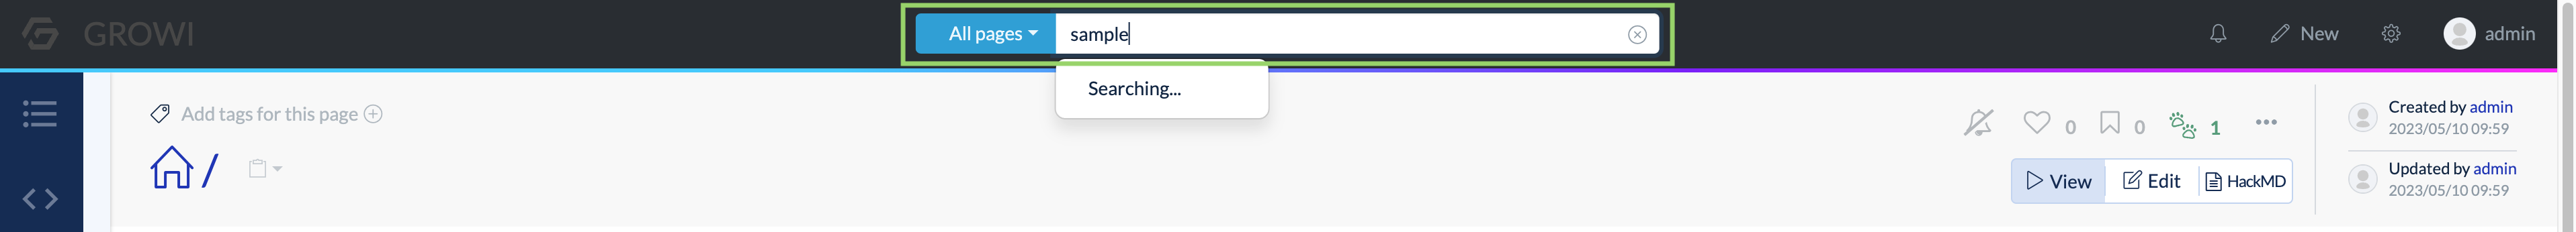 GROWI
All pages
sample
New
admin
Searching...
Add tags for this page
/
0
0
1
View
Edit
HackMD
Created by admin
2023/05/10 09:59
Updated by admin
2023/05/10 09:59